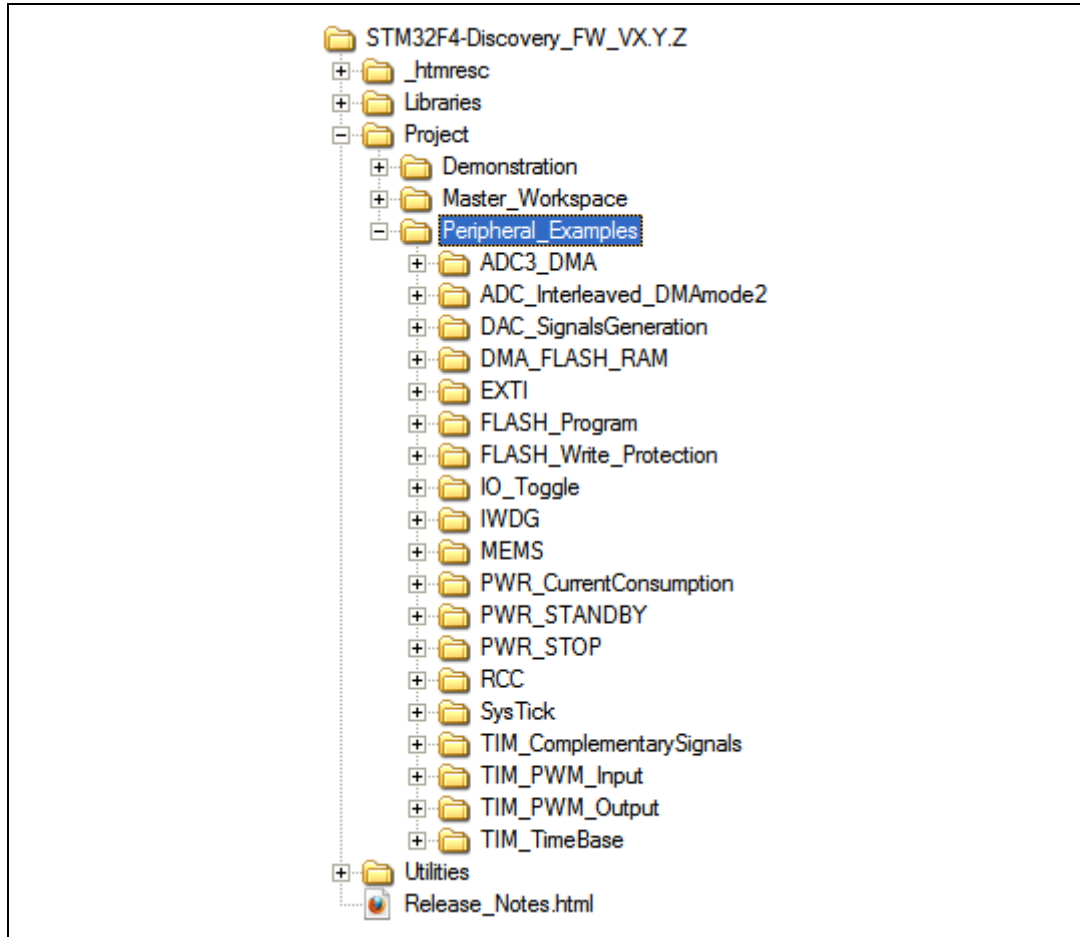 STM32F4-Discovery_FW_VX.Y.Z
_htmresc
Libraries
Project
Demonstration
Master_Workspace
Peripheral_Examples
ADC3_DMA
ADC_Interleaved_DMAmode2
DAC_SignalsGeneration
DMA_FLASH_RAM
EXTI
FLASH_Program
FLASH_Write_Protection
IO_Toggle
IWDG
MEMS
PWR_CurrentConsumption
PWR_STANDBY
PWR_STOP
RCC
SysTick
TIM_ComplementarySignals
TIM_PWM_Input
TIM_PWM_Output
TIM_TimeBase
Utilities
Release_Notes.html